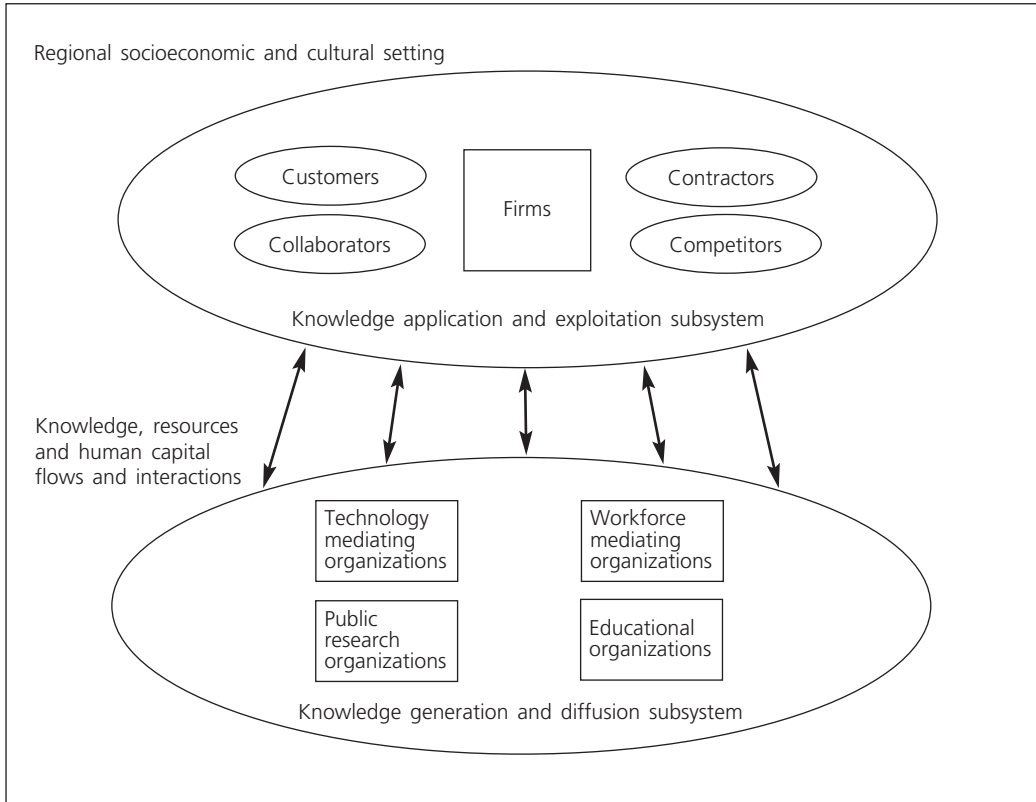 Regional socioeconomic and cultural setting
Customers
Collaborators
Firms
Contractors
Competitors
Knowledge application and exploitation subsystem
Knowledge, resources
and human capital
flows and interactions
Technology
mediating
organizations
Workforce
mediating
organizations
Public
research
organizations
Educational
organizations
Knowledge generation and diffusion subsystem